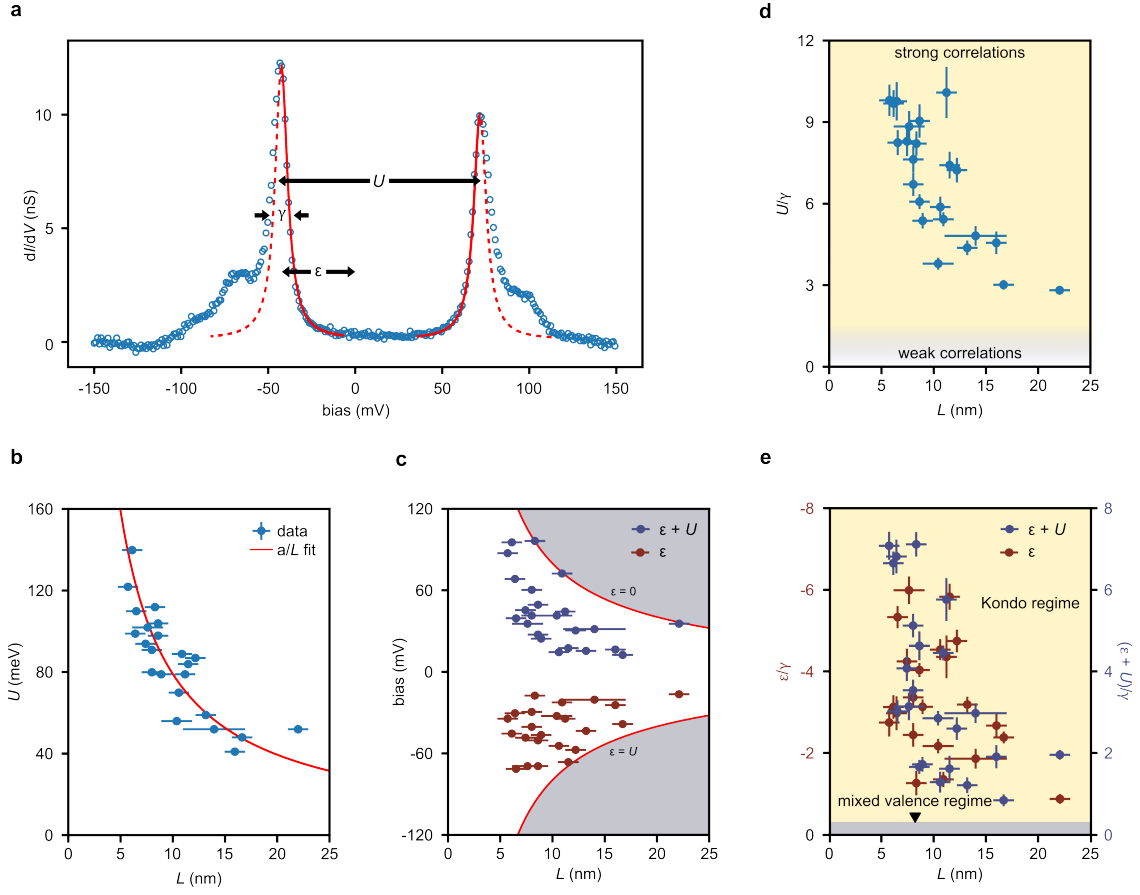 a
dI/dV (nS)
10
5
0
U
γ
ε
-150
-100
-50
0
50
100
150
bias (mV)
d
U/γ
12
9
6
3
0
strong correlations
weak correlations
0
5
10
15
20
25
L (nm)
b
U (meV)
160
120
80
40
0
data
a/L fit
0
5
10
15
20
25
L (nm)
c
bias (mV)
120
60
0
-60
-120
ε + U
ε
ε = 0
ε = U
0
5
10
15
20
25
L (nm)
e
ε/γ
-8
-6
-4
-2
0
ε + U
ε
Kondo regime
mixed valence regime
8
6
4
2
0
(ε + U)/γ
0
5
10
15
20
25
L (nm)